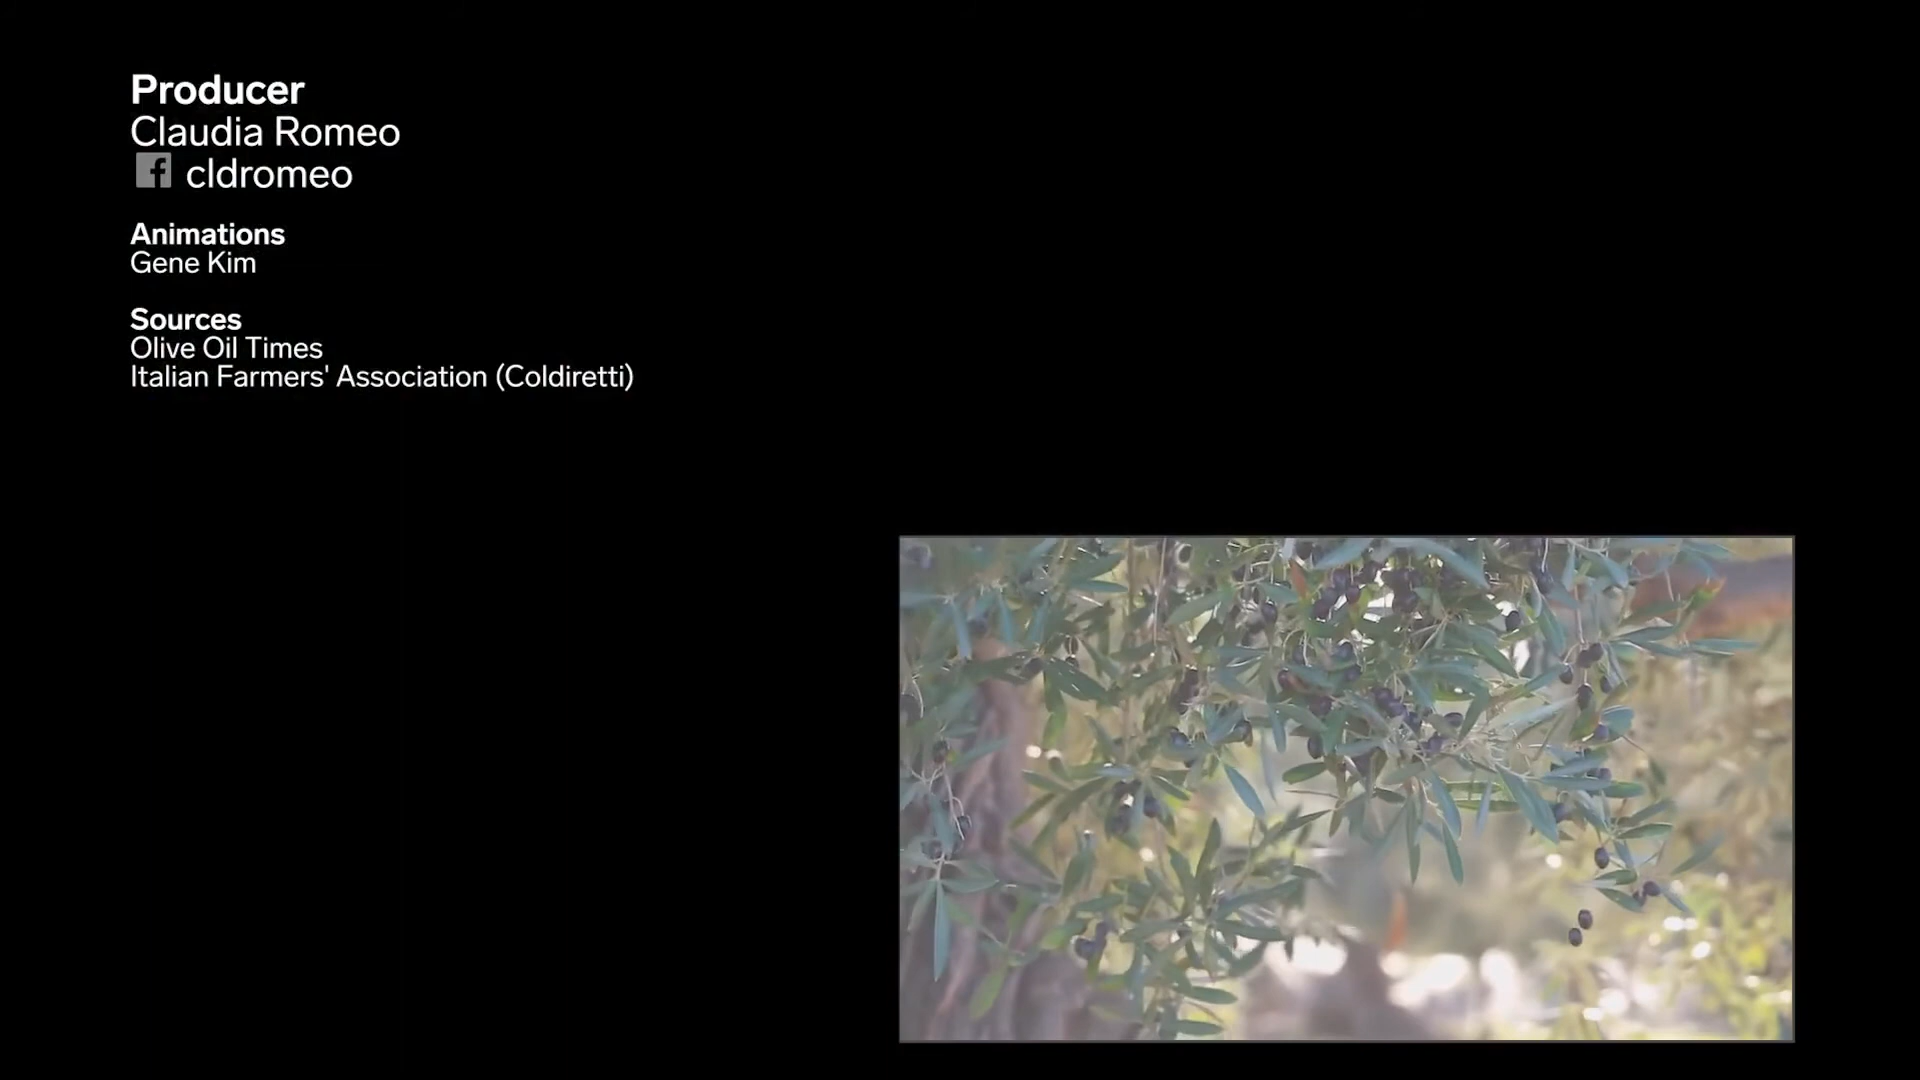 Producer
Claudia Romeo
cldromeo
Animations
Gene Kim
Sources
Olive Oil Times
Italian Farmers' Association (Coldiretti)